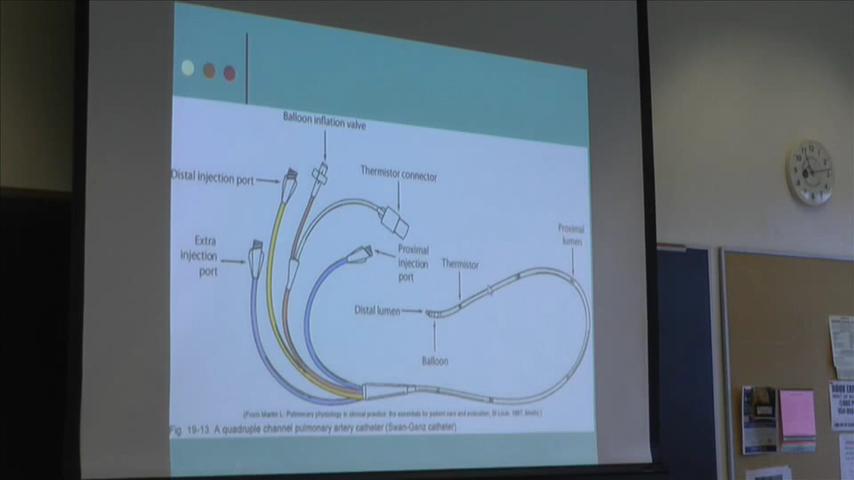 Balloon inflation valve
Distal injection port
Thermistor connector
Extra
injection
port
Proximal
injection
port
Thermistor
Proximal
lumen
Distal lumen
Balloon
(From Martin L: Pulmonary physiology in clinical practice: the essentials for patient care and evaluation, St Louis, 1987, Mosby.)
Fig. 19-13. A quadruple channel pulmonary artery catheter (Swan-Ganz catheter).